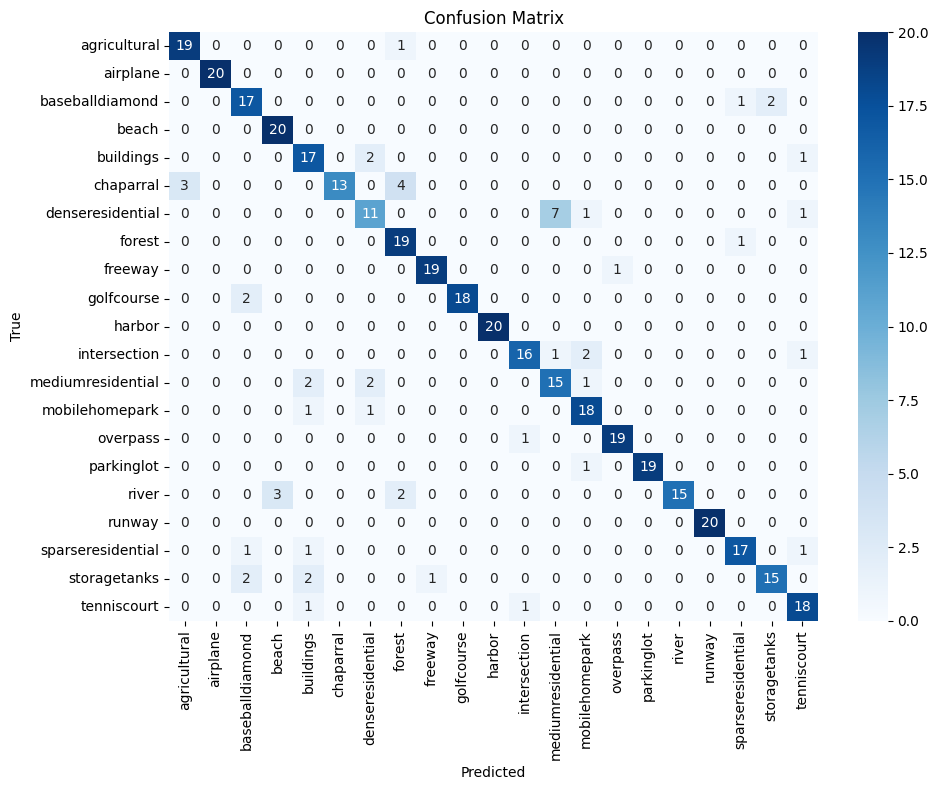 Confusion Matrix
True
agricultural 19 0 0 0 0 0 0 1 0 0 0 0 0 0 0 0 0 0 0 0 0
airplane 0 20 0 0 0 0 0 0 0 0 0 0 0 0 0 0 0 0 0 0 0
baseballdiamond 0 0 17 0 0 0 0 0 0 0 0 0 0 0 0 0 0 0 1 2 0
beach 0 0 0 20 0 0 0 0 0 0 0 0 0 0 0 0 0 0 0 0 0
buildings 0 0 0 0 17 0 2 0 0 0 0 0 0 0 0 0 0 0 0 0 1
chaparral 3 0 0 0 0 13 0 4 0 0 0 0 0 0 0 0 0 0 0 0 0
denseresidential 0 0 0 0 0 0 11 0 0 0 0 0 7 1 0 0 0 0 0 0 1
forest 0 0 0 0 0 0 0 19 0 0 0 0 0 0 0 0 0 0 1 0 0
freeway 0 0 0 0 0 0 0 0 19 0 0 0 0 0 1 0 0 0 0 0 0
golfcourse 0 0 2 0 0 0 0 0 0 18 0 0 0 0 0 0 0 0 0 0 0
harbor 0 0 0 0 0 0 0 0 0 0 20 0 0 0 0 0 0 0 0 0 0
intersection 0 0 0 0 0 0 0 0 0 0 0 16 1 2 0 0 0 0 0 0 1
mediumresidential 0 0 0 0 2 0 2 0 0 0 0 0 15 1 0 0 0 0 0 0 0
mobilehomepark 0 0 0 0 1 0 1 0 0 0 0 0 0 18 0 0 0 0 0 0 0
overpass 0 0 0 0 0 0 0 0 0 0 0 1 0 0 19 0 0 0 0 0 0
parkinglot 0 0 0 0 0 0 0 0 0 0 0 0 0 1 0 19 0 0 0 0 0
river 0 0 0 3 0 0 0 2 0 0 0 0 0 0 0 0 15 0 0 0 0
runway 0 0 0 0 0 0 0 0 0 0 0 0 0 0 0 0 0 20 0 0 0
sparseresidential 0 0 1 0 1 0 0 0 0 0 0 0 0 0 0 0 0 0 17 0 1
storagetanks 0 0 2 0 2 0 0 0 1 0 0 0 0 0 0 0 0 0 0 15 0
tenniscourt 0 0 0 0 1 0 0 0 0 0 0 1 0 0 0 0 0 0 0 0 18
agricultural
airplane
baseballdiamond
beach
buildings
chaparral
denseresidential
forest
freeway
golfcourse
harbor
intersection
mediumresidential
mobilehomepark
overpass
parkinglot
river
runway
sparseresidential
storagetanks
tenniscourt
Predicted
20.0
17.5
15.0
12.5
10.0
7.5
5.0
2.5
0.0